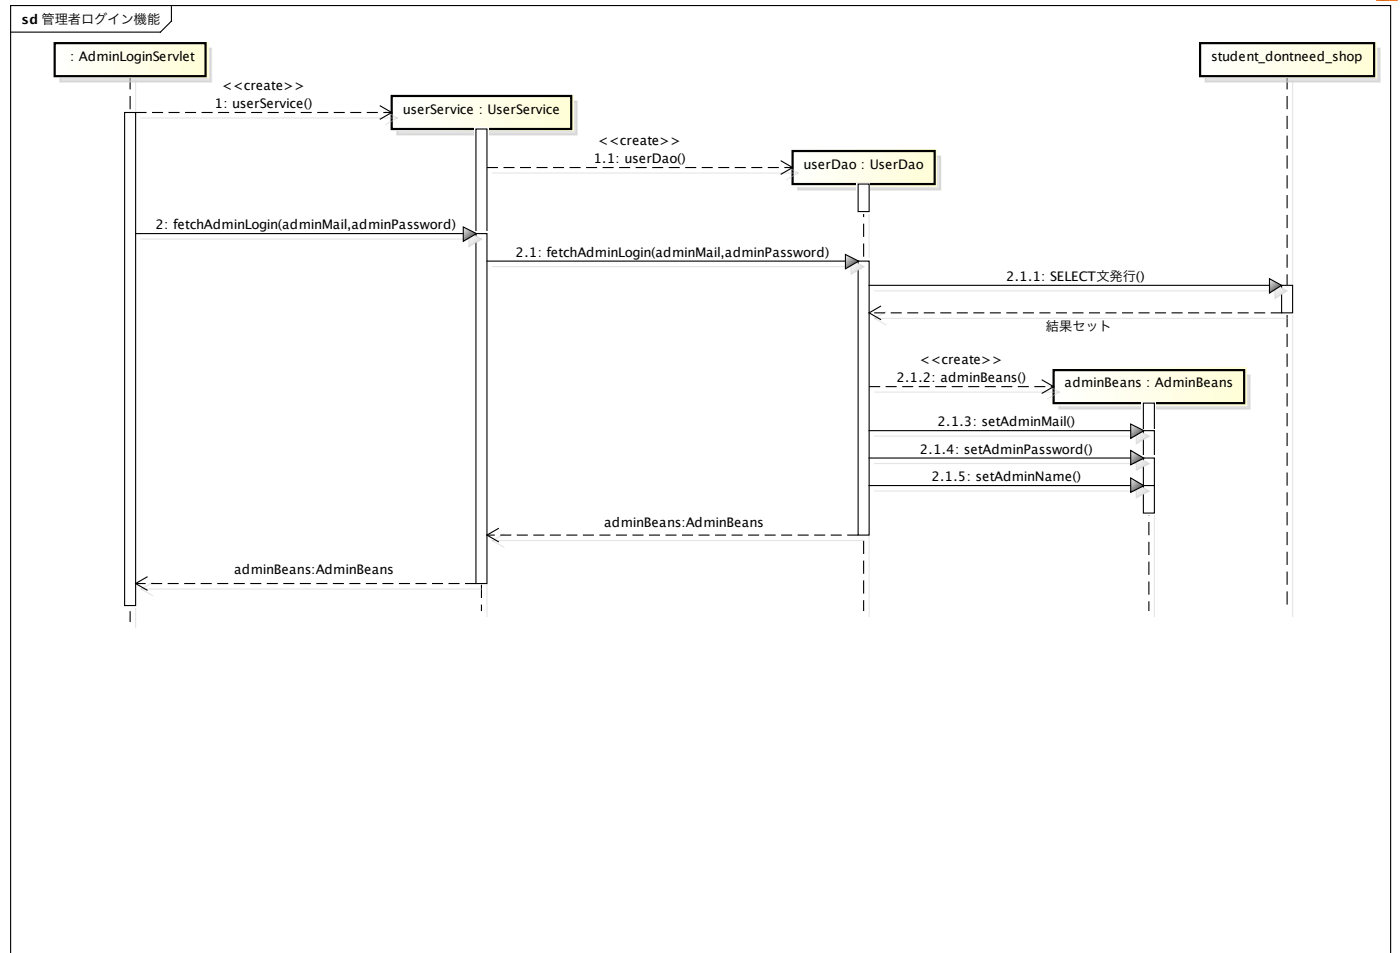 sd 管理者ログイン機能
: AdminLoginServlet
student_dontneed_shop
<<create>>
1: userService()
userService : UserService
<<create>>
1.1: userDao()
userDao : UserDao
2: fetchAdminLogin(adminMail,adminPassword)
2.1: fetchAdminLogin(adminMail,adminPassword)
2.1.1: SELECT文発行()
結果セット
<<create>>
2.1.2: adminBeans()
adminBeans : AdminBeans
2.1.3: setAdminMail()
2.1.4: setAdminPassword()
2.1.5: setAdminName()
adminBeans:AdminBeans
adminBeans:AdminBeans